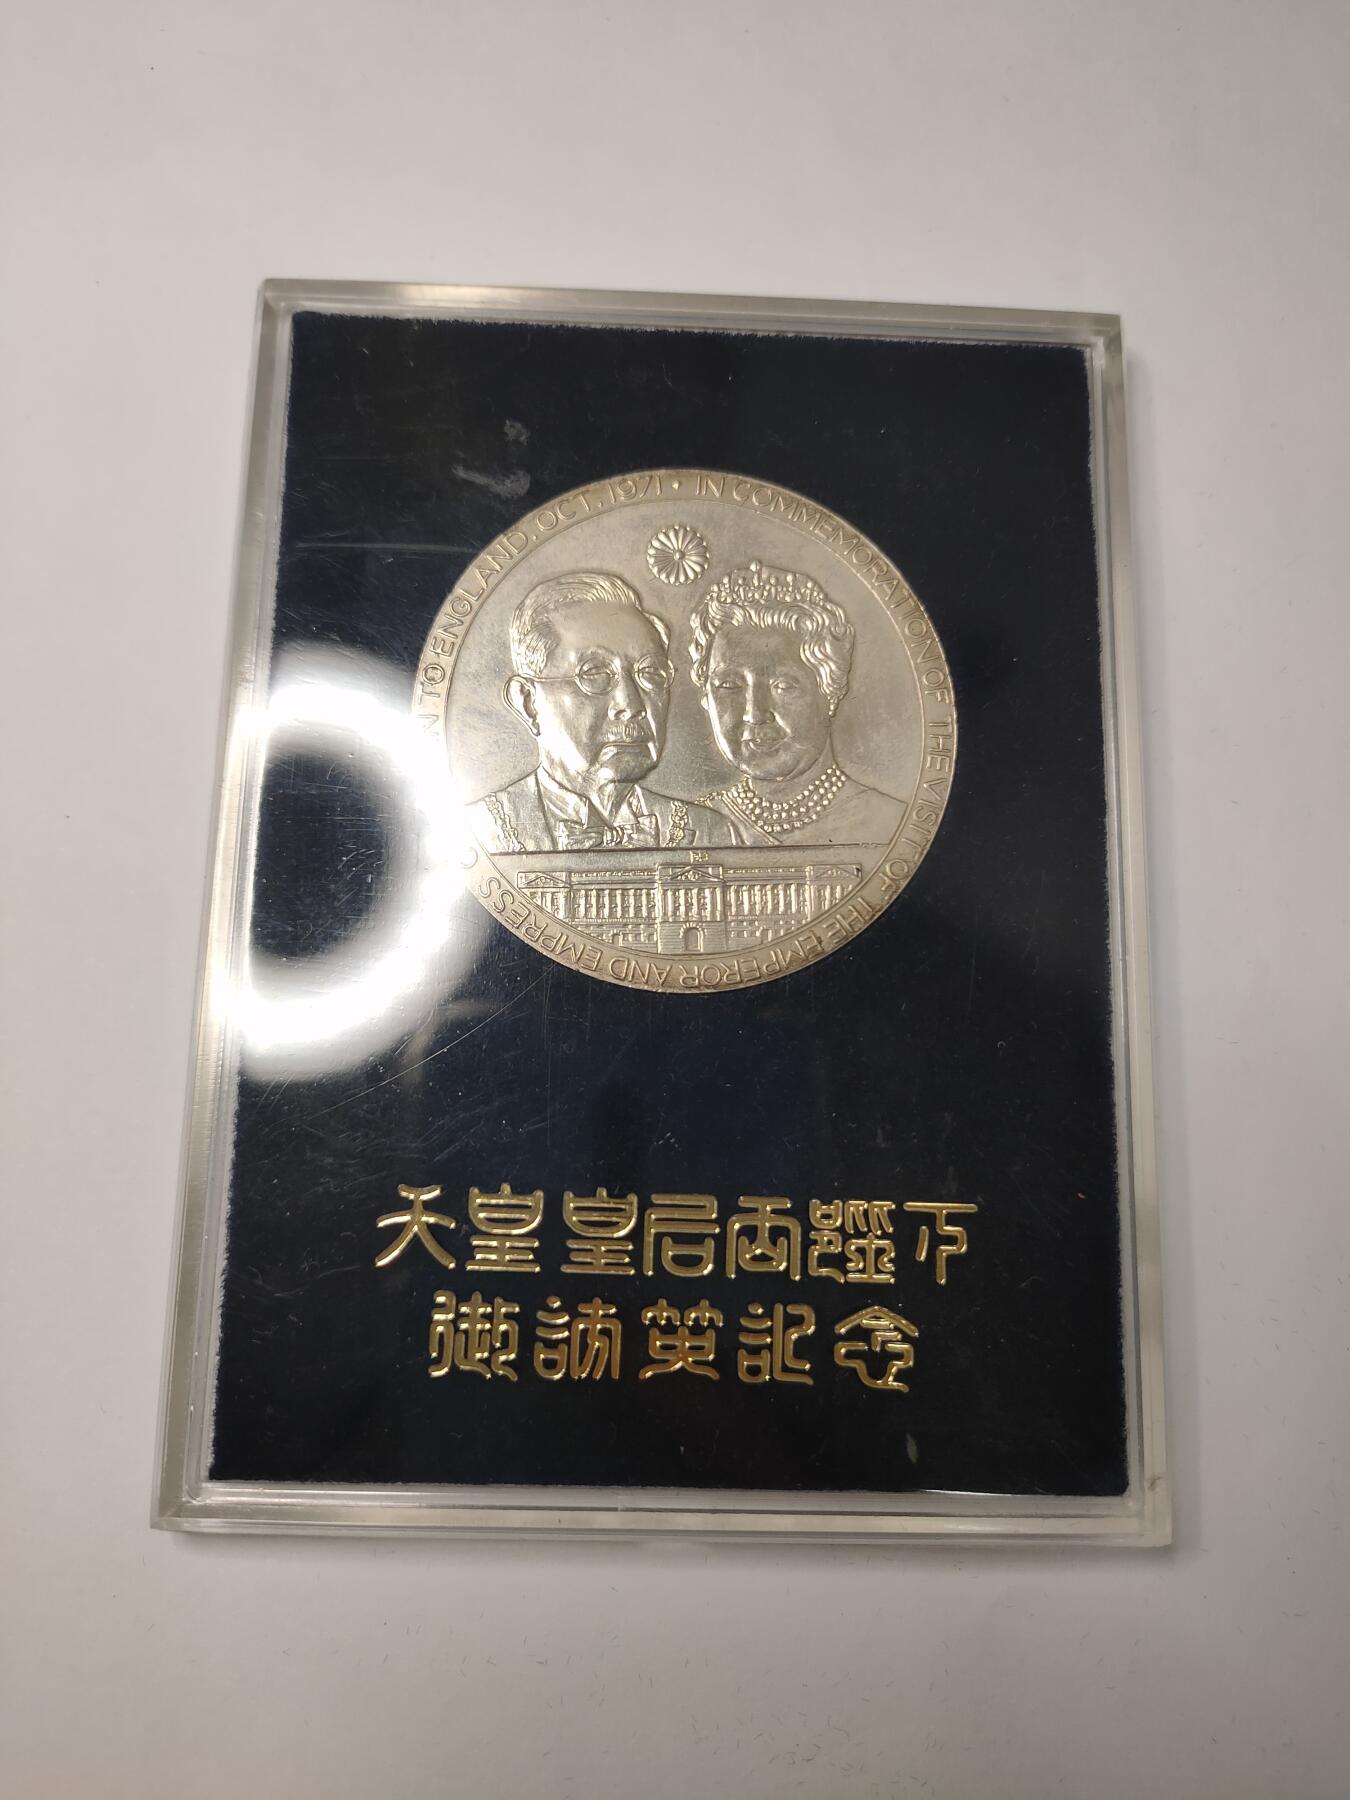 IN COMMEMORATION OF THE VISIT OF THE EMPEROR AND EMPRESS
TO ENGLAND, OCT. 1971 •
天皇皇后両陛下
御訪英記念